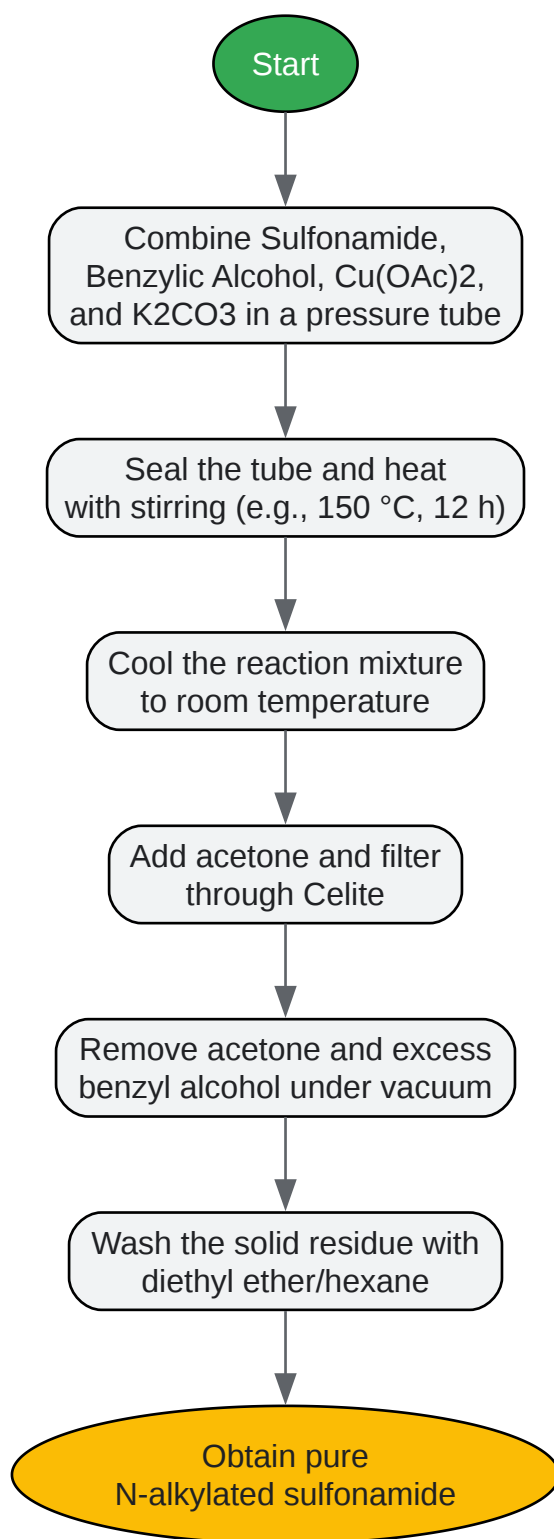 Start
Combine Sulfonamide,
Benzylic Alcohol, Cu(OAc)2,
and K2CO3 in a pressure tube
Seal the tube and heat
with stirring (e.g., 150 °C, 12 h)
Cool the reaction mixture
to room temperature
Add acetone and filter
through Celite
Remove acetone and excess
benzyl alcohol under vacuum
Wash the solid residue with
diethyl ether/hexane
Obtain pure
N-alkylated sulfonamide